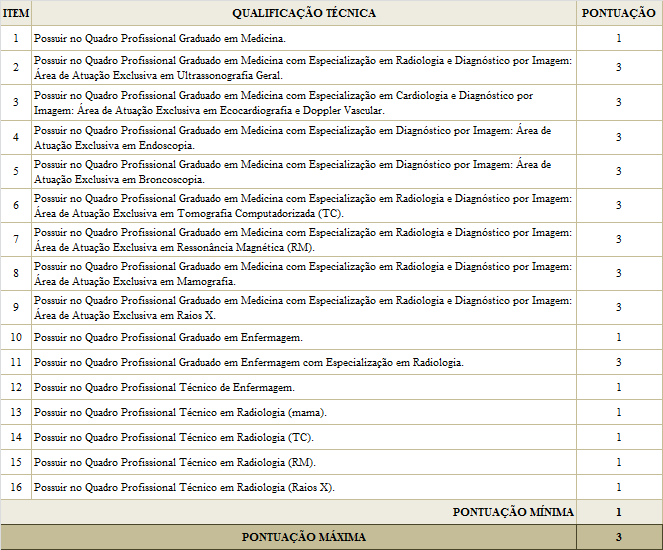 ITEM QUALIFICAÇÃO TÉCNICA PONTUAÇÃO
1 Possuir no Quadro Profissional Graduado em Medicina. 1
2 Possuir no Quadro Profissional Graduado em Medicina com Especialização em Radiologia e Diagnóstico por Imagem: 3
Área de Atuação Exclusiva em Ultrassonografia Geral.
3 Possuir no Quadro Profissional Graduado em Medicina com Especialização em Cardiologia e Diagnóstico por 3
Imagem: Área de Atuação Exclusiva em Ecocardiografia e Doppler Vascular.
4 Possuir no Quadro Profissional Graduado em Medicina com Especialização em Diagnóstico por Imagem: Área de 3
Atuação Exclusiva em Endoscopia.
5 Possuir no Quadro Profissional Graduado em Medicina com Especialização em Diagnóstico por Imagem: Área de 3
Atuação Exclusiva em Broncoscopia.
6 Possuir no Quadro Profissional Graduado em Medicina com Especialização em Radiologia e Diagnóstico por Imagem: 3
Área de Atuação Exclusiva em Tomografia Computadorizada (TC).
7 Possuir no Quadro Profissional Graduado em Medicina com Especialização em Radiologia e Diagnóstico por Imagem: 3
Área de Atuação Exclusiva em Ressonância Magnética (RM).
8 Possuir no Quadro Profissional Graduado em Medicina com Especialização em Radiologia e Diagnóstico por Imagem: 3
Área de Atuação Exclusiva em Mamografia.
9 Possuir no Quadro Profissional Graduado em Medicina com Especialização em Radiologia e Diagnóstico por Imagem: 3
Área de Atuação Exclusiva em Raios X.
10 Possuir no Quadro Profissional Graduado em Enfermagem. 1
11 Possuir no Quadro Profissional Graduado em Enfermagem com Especialização em Radiologia. 3
12 Possuir no Quadro Profissional Técnico de Enfermagem. 1
13 Possuir no Quadro Profissional Técnico em Radiologia (mama). 1
14 Possuir no Quadro Profissional Técnico em Radiologia (TC). 1
15 Possuir no Quadro Profissional Técnico em Radiologia (RM). 1
16 Possuir no Quadro Profissional Técnico em Radiologia (Raios X). 1
PONTUAÇÃO MÍNIMA 1
PONTUAÇÃO MÁXIMA 3